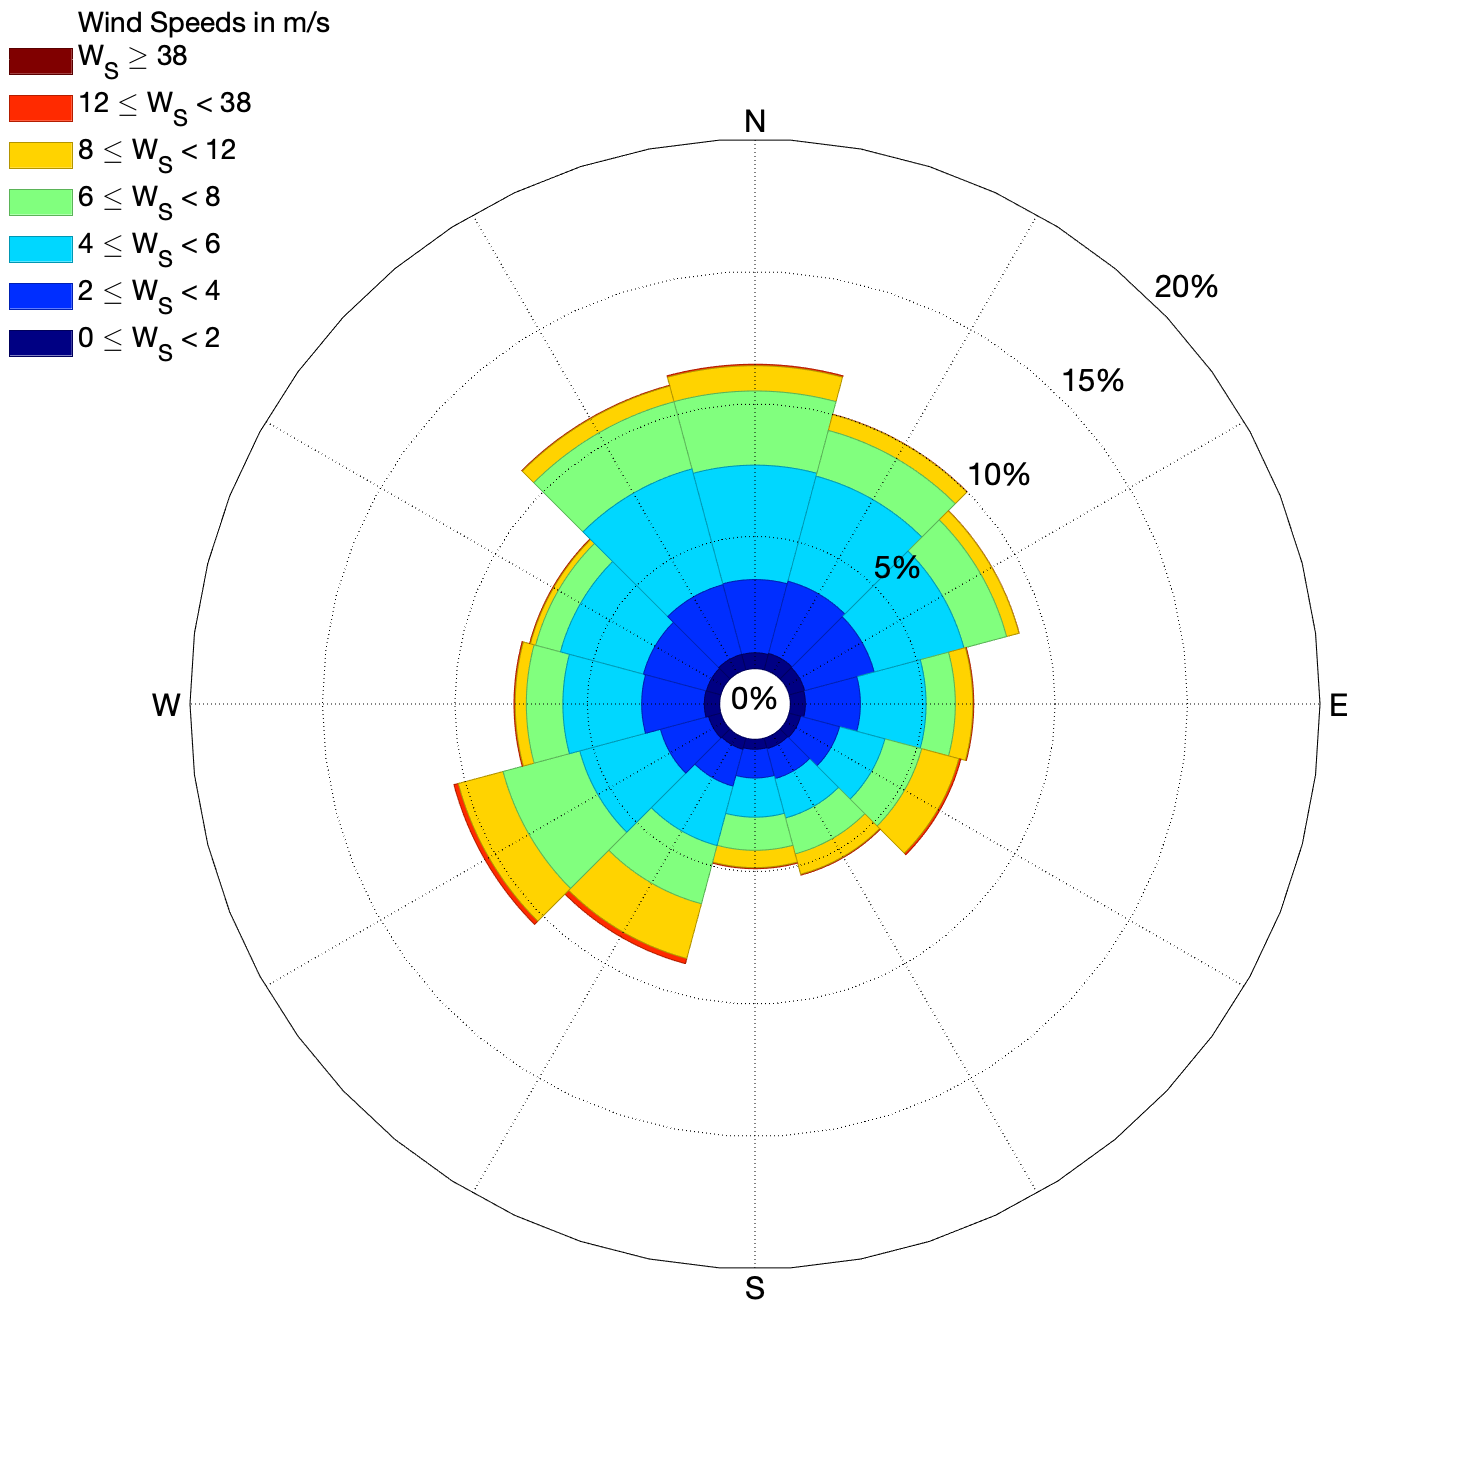 Wind Speeds in m/s
W_S ≥ 38
12 ≤ W_S < 38
8 ≤ W_S < 12
6 ≤ W_S < 8
4 ≤ W_S < 6
2 ≤ W_S < 4
0 ≤ W_S < 2
N
20%
15%
10%
5%
0%
W
E
S